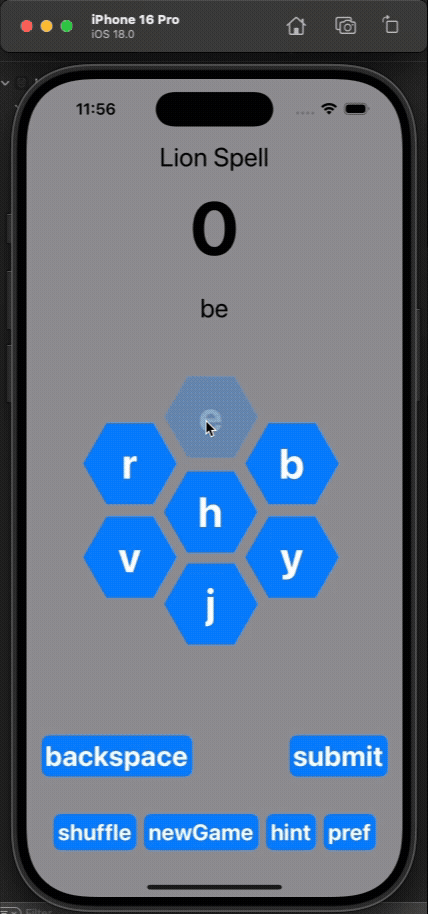 iPhone 16 Pro
iOS 18.0
11:56
Lion Spell
0
be
e
r
b
h
v
y
j
backspace
submit
shuffle
newGame
hint
pref